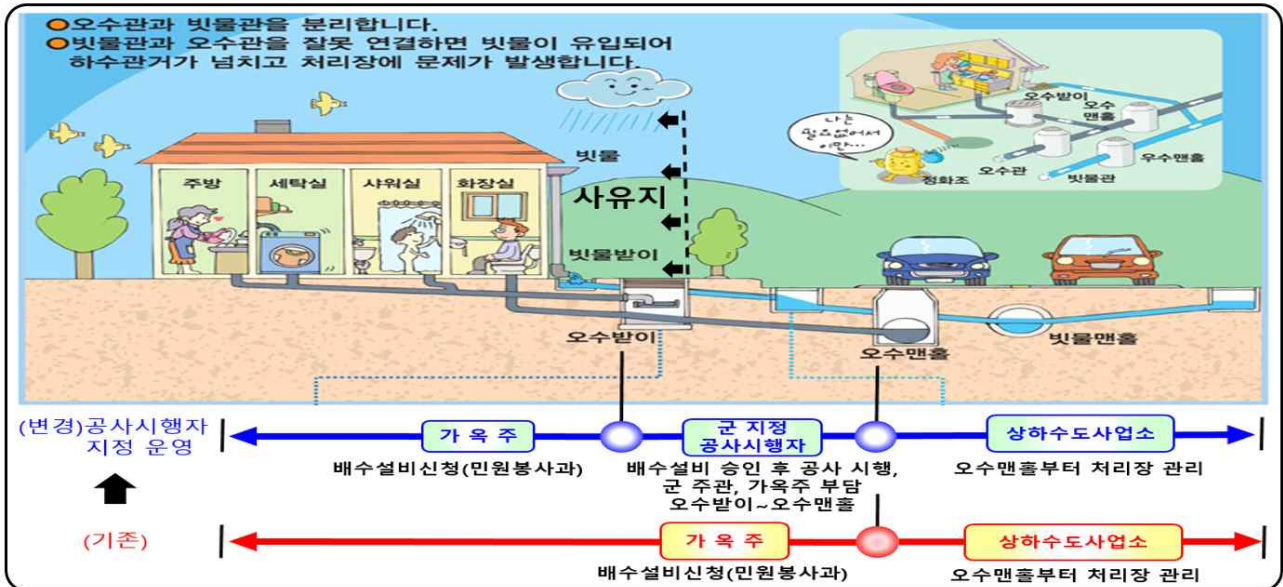 오수관과 빗물관을 분리합니다.
빗물관과 오수관을 잘못 연결하면 빗물이 유입되어
하수관거가 넘치고 처리장에 문제가 발생합니다.
오수받이
오수
맨홀
나는
필요없어서
이만...
우수맨홀
오수관
빗물관
정화조
빗물
주방
세탁실
샤워실
화장실
사유지
빗물받이
오수받이
오수맨홀
빗물맨홀
(변경)공사시행자
지정 운영
가 옥 주
군 지정
공사시행자
상하수도사업소
배수설비신청(민원봉사과)
배수설비 승인 후 공사 시행,
군 주관, 가옥주 부담
오수받이~오수맨홀
오수맨홀부터 처리장 관리
(기존)
가 옥 주
상하수도사업소
배수설비신청(민원봉사과)
오수맨홀부터 처리장 관리